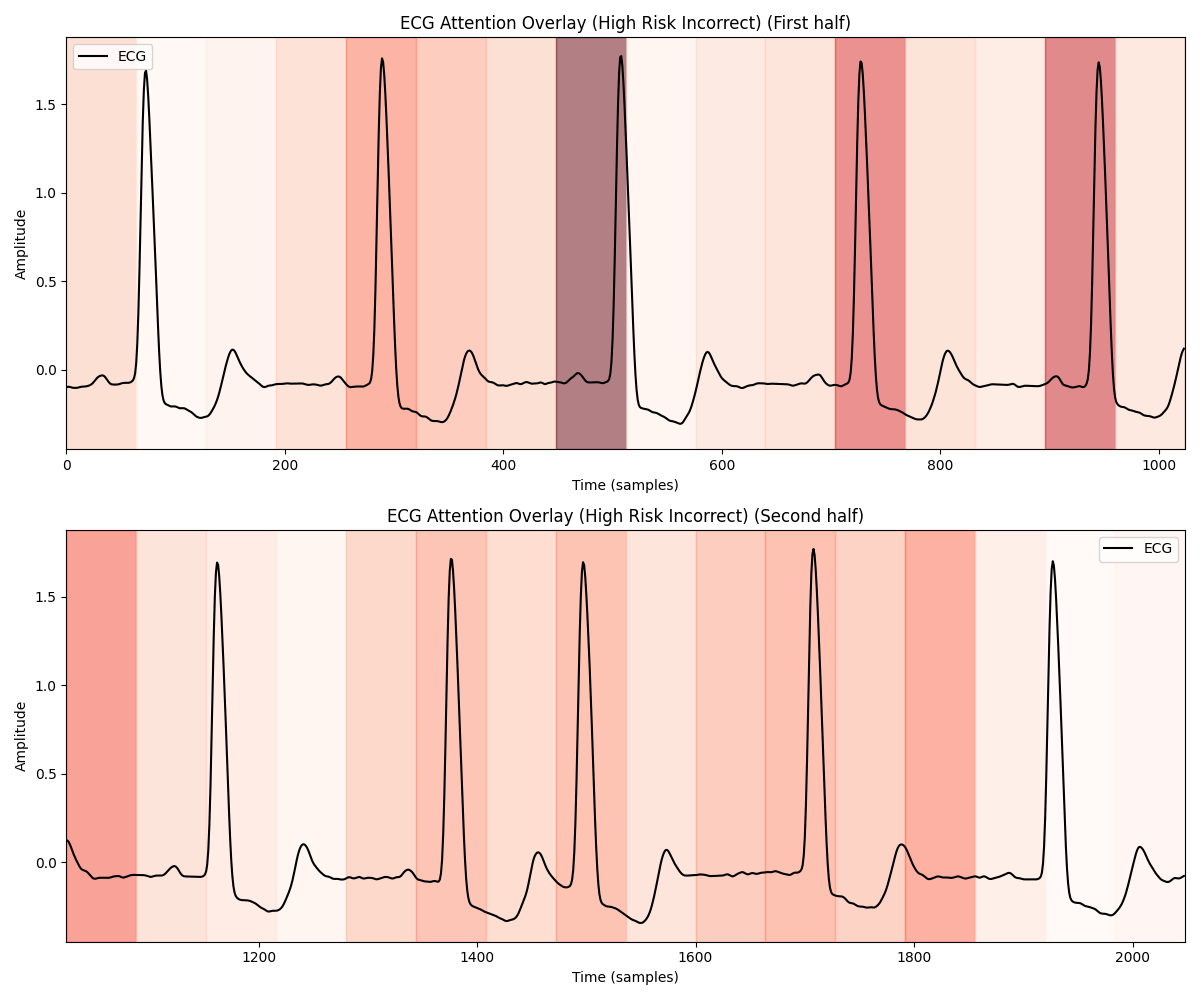 ECG Attention Overlay (High Risk Incorrect) (First half)
ECG
Amplitude
1.5
1.0
0.5
0.0
0
200
400
600
800
1000
Time (samples)
ECG Attention Overlay (High Risk Incorrect) (Second half)
ECG
Amplitude
1.5
1.0
0.5
0.0
1200
1400
1600
1800
2000
Time (samples)